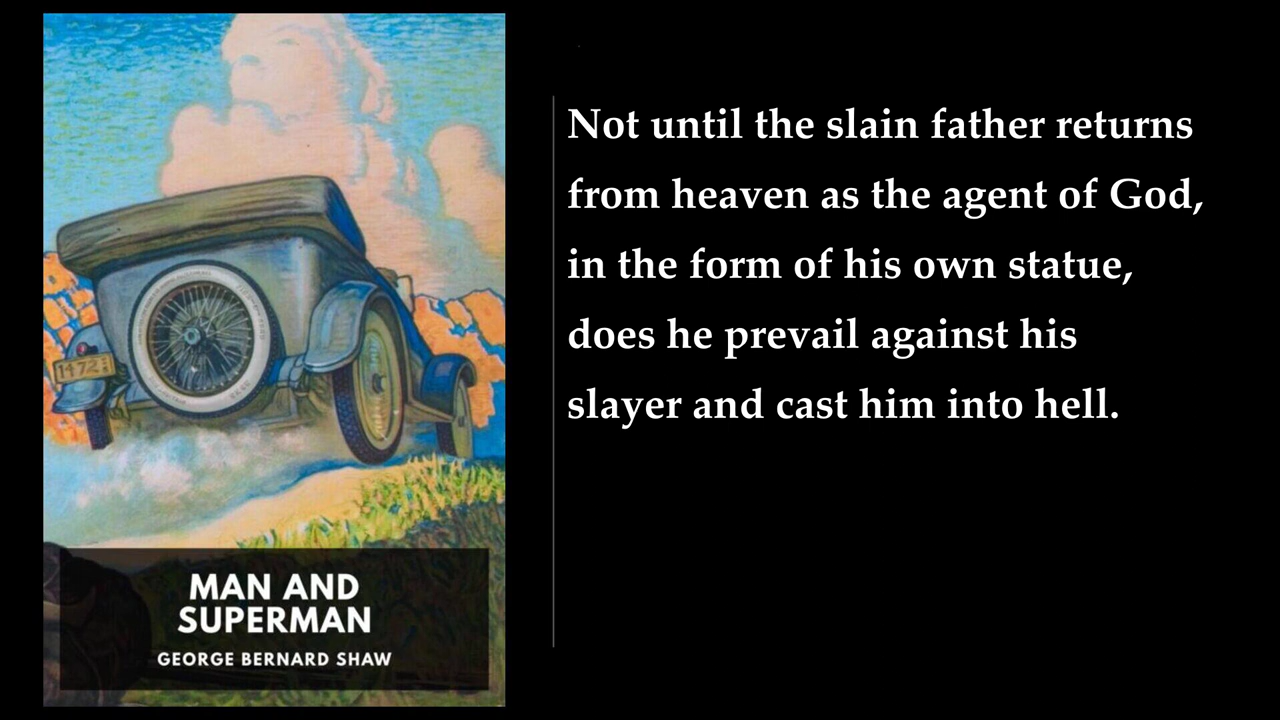 1472
MAN AND
SUPERMAN
GEORGE BERNARD SHAW
Not until the slain father returns
from heaven as the agent of God,
in the form of his own statue,
does he prevail against his
slayer and cast him into hell.